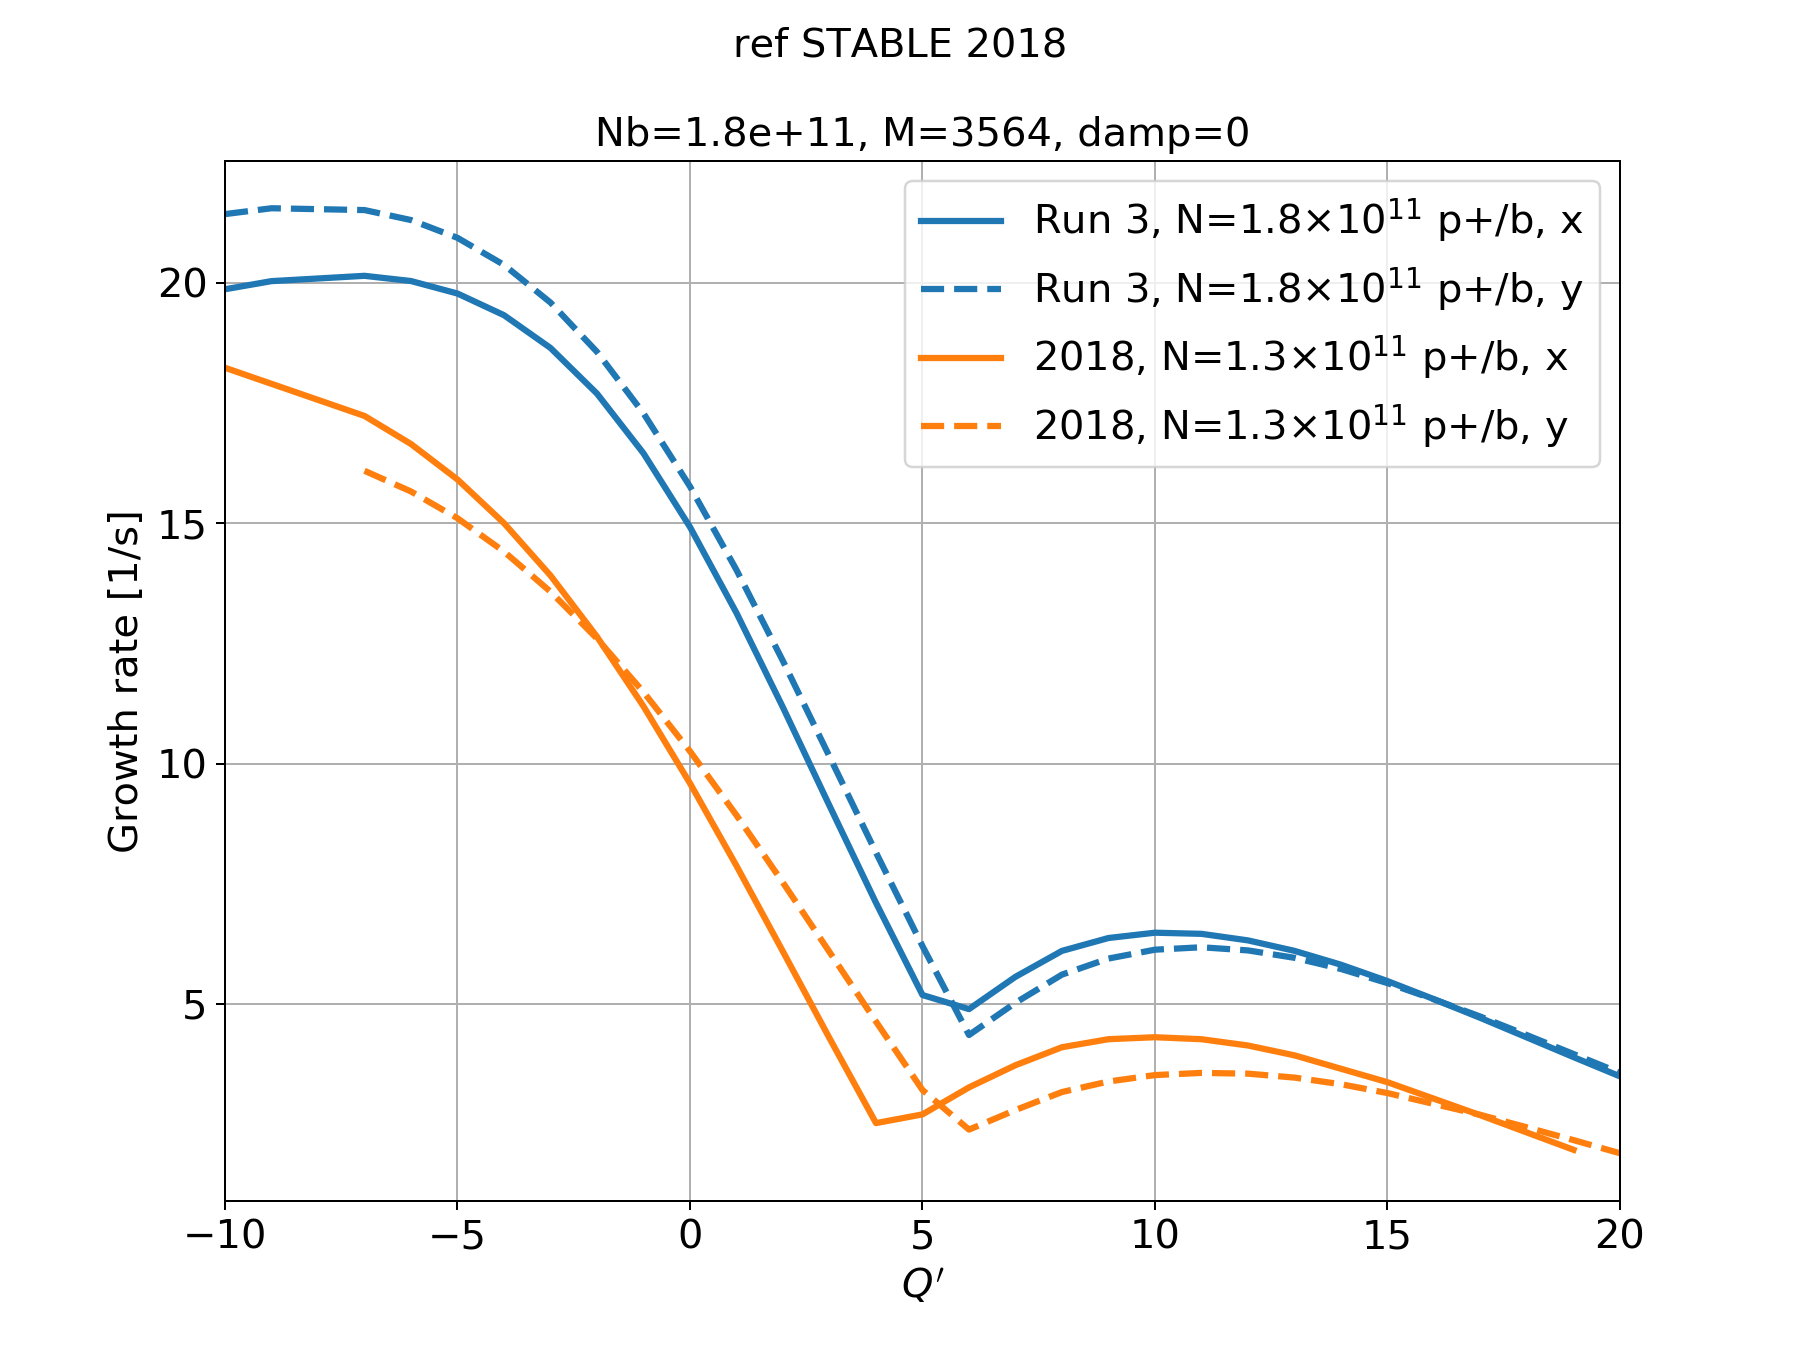 ref STABLE 2018
Nb=1.8e+11, M=3564, damp=0
Run 3, N=1.8×10¹¹ p+/b, x
Run 3, N=1.8×10¹¹ p+/b, y
2018, N=1.3×10¹¹ p+/b, x
2018, N=1.3×10¹¹ p+/b, y
Growth rate [1/s]
20
15
10
5
−10 −5 0 5 10 15 20
Q′